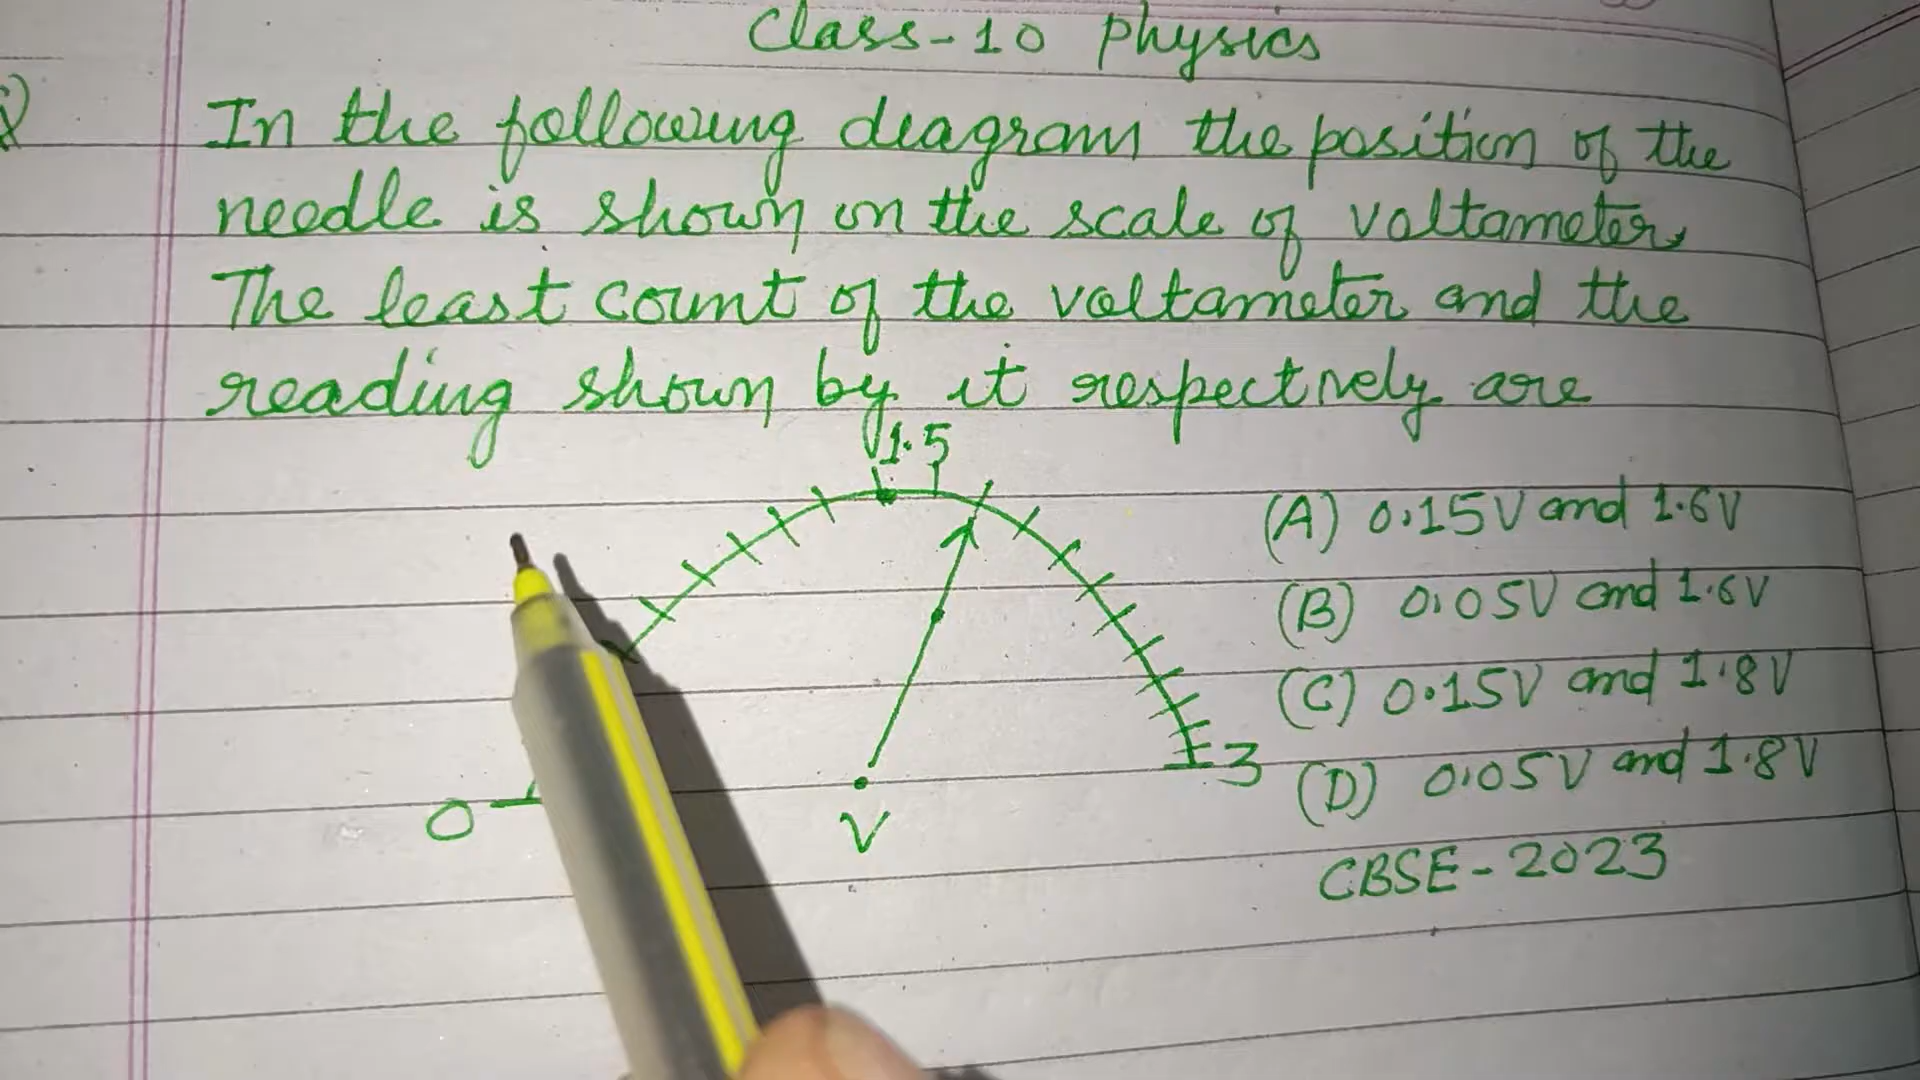 Class-10 Physics
In the following diagram the position of the
needle is shown on the scale of voltameter,
The least count of the voltameter and the
reading shown by it respectively are
1.5
0
3
V
(A) 0.15V and 1.6V
(B) 0.05V and 1.6V
(C) 0.15V and 1.8V
(D) 0.05V and 1.8V
CBSE-2023